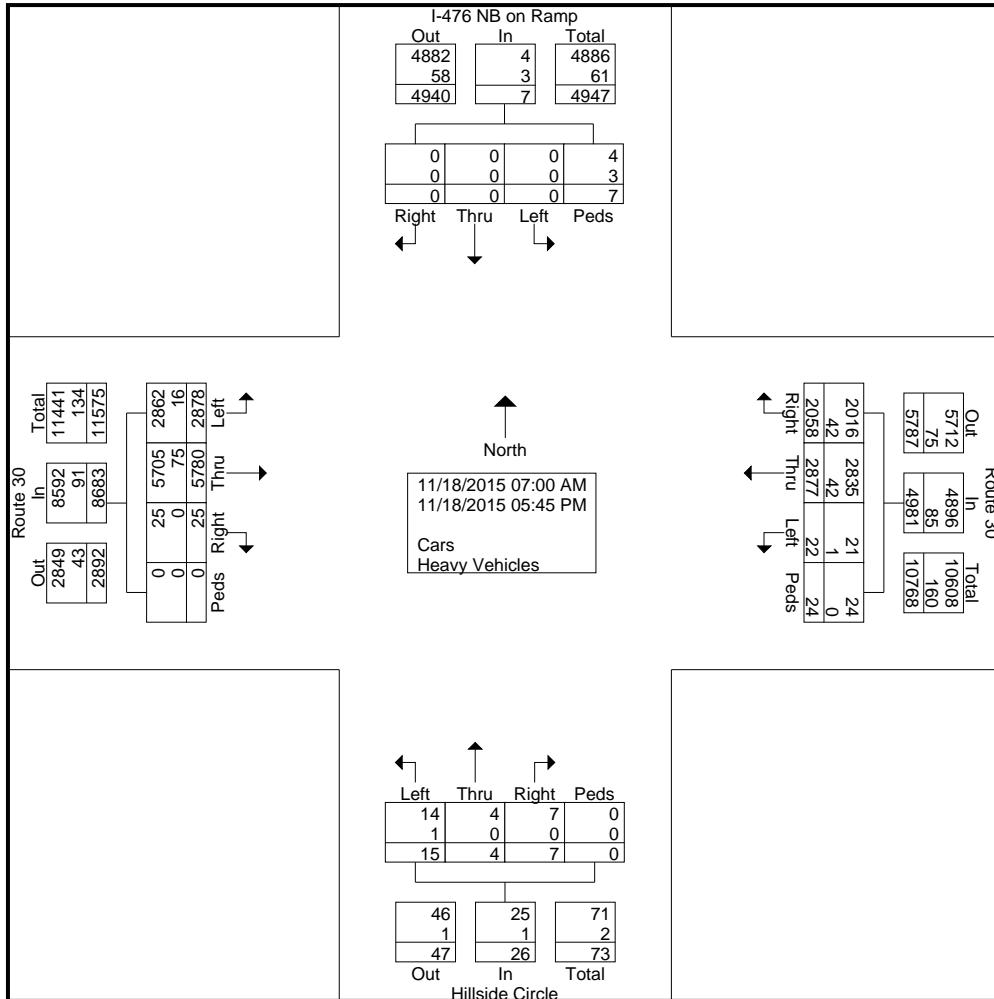 I-476 NB on Ramp
Out In Total
4882 4 4886
58 3 61
4940 7 4947
0 0 0 4
0 0 0 3
0 0 0 7
Right Thru Left Peds
Route 30
Total In Out
11441 8592 2849
134 91 43
11575 8683 2892
2862 5705 25 0
16 75 0 0
2878 5780 25 0
Left Thru Right Peds
North
11/18/2015 07:00 AM
11/18/2015 05:45 PM
Cars
Heavy Vehicles
Right Thru Left Peds
2058 2877 22 24
42 42 1 0
2016 2835 21 24
Out In Total
5712 4896 10608
75 85 160
5787 4981 10768
Route 30
Left Thru Right Peds
14 4 7 0
1 0 0 0
15 4 7 0
46 25 71
1 1 2
47 26 73
Out In Total
Hillside Circle